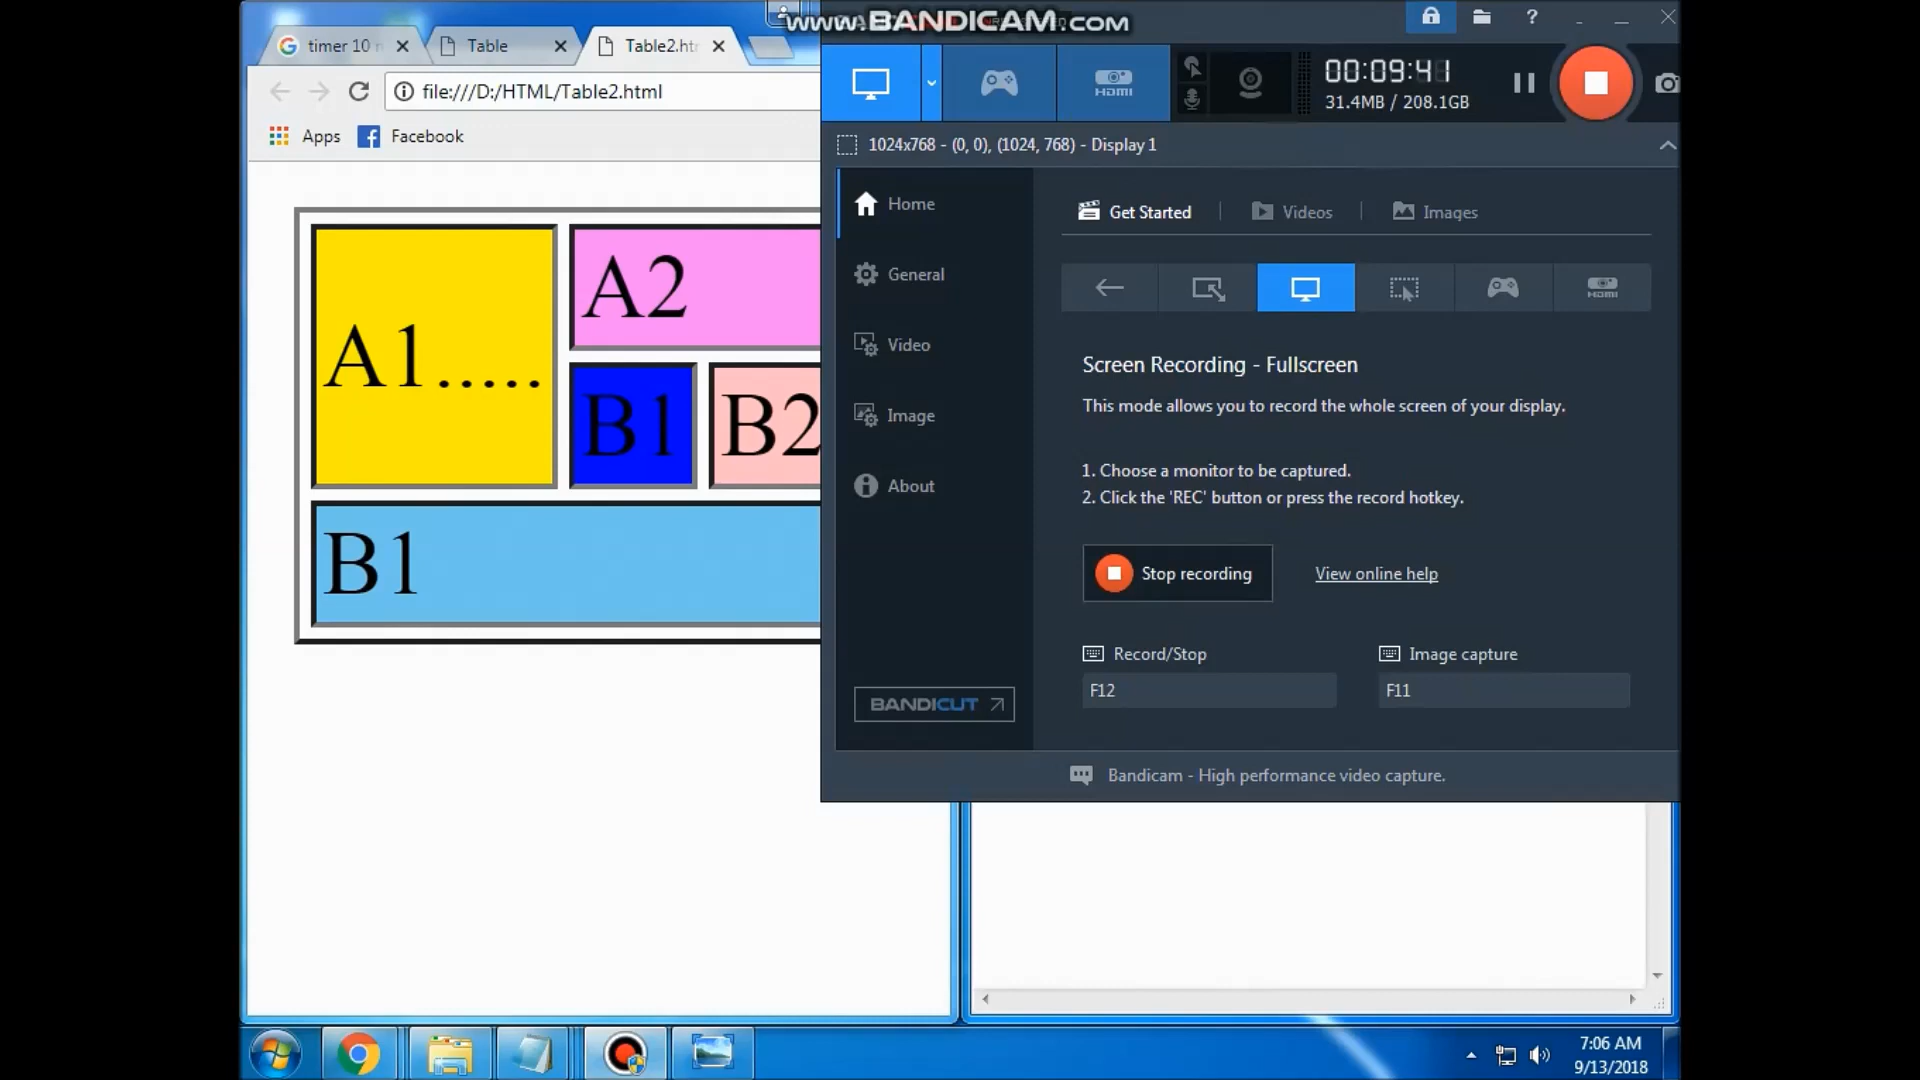 www.BANDICAM.com
timer 10
Table
Table2.ht
00:09:41
31.4MB / 208.1GB
file:///D:/HTML/Table2.html
HDMI
Apps
Facebook
1024x768 - (0, 0), (1024, 768) - Display 1
Home
General
Video
Image
About
BANDICUT
Get Started
Videos
Images
HDMI
Screen Recording - Fullscreen
This mode allows you to record the whole screen of your display.
1. Choose a monitor to be captured.
2. Click the 'REC' button or press the record hotkey.
Stop recording
View online help
Record/Stop
Image capture
F12
F11
Bandicam - High performance video capture.
A1.....
A2
B1
B2
B1
7:06 AM
9/13/2018